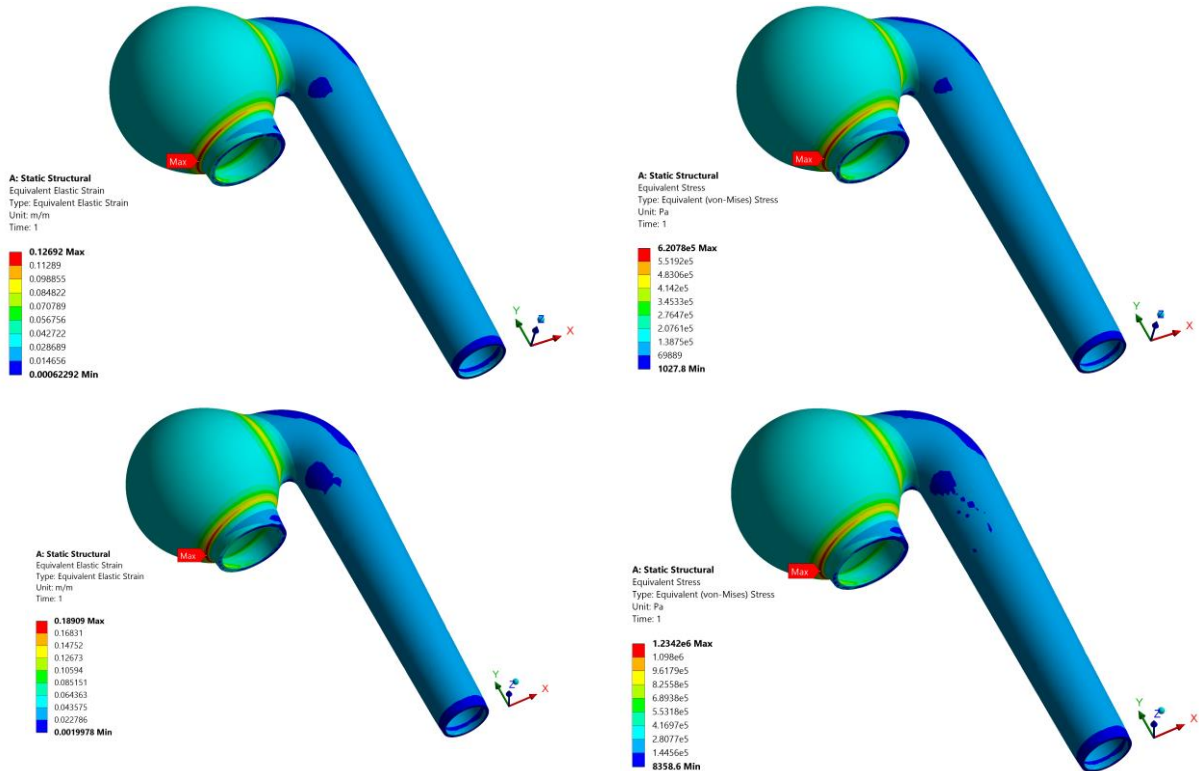 Max
A: Static Structural
Equivalent Elastic Strain
Type: Equivalent Elastic Strain
Unit: m/m
Time: 1
0.12692 Max
0.11289
0.098855
0.084822
0.070789
0.056756
0.042722
0.028689
0.014656
0.00062292 Min
Y
Z
X
Max
A: Static Structural
Equivalent Stress
Type: Equivalent (von-Mises) Stress
Unit: Pa
Time: 1
6.2078e5 Max
5.5192e5
4.8306e5
4.142e5
3.4533e5
2.7647e5
2.0761e5
1.3875e5
69889
1027.8 Min
Y
Z
X
Max
A: Static Structural
Equivalent Elastic Strain
Type: Equivalent Elastic Strain
Unit: m/m
Time: 1
0.18909 Max
0.16831
0.14752
0.12673
0.10594
0.085151
0.064363
0.043575
0.022786
0.0019978 Min
Y
Z
X
Max
A: Static Structural
Equivalent Stress
Type: Equivalent (von-Mises) Stress
Unit: Pa
Time: 1
1.2342e6 Max
1.098e6
9.6179e5
8.2558e5
6.8938e5
5.5318e5
4.1697e5
2.8077e5
1.4456e5
8358.6 Min
Y
Z
X